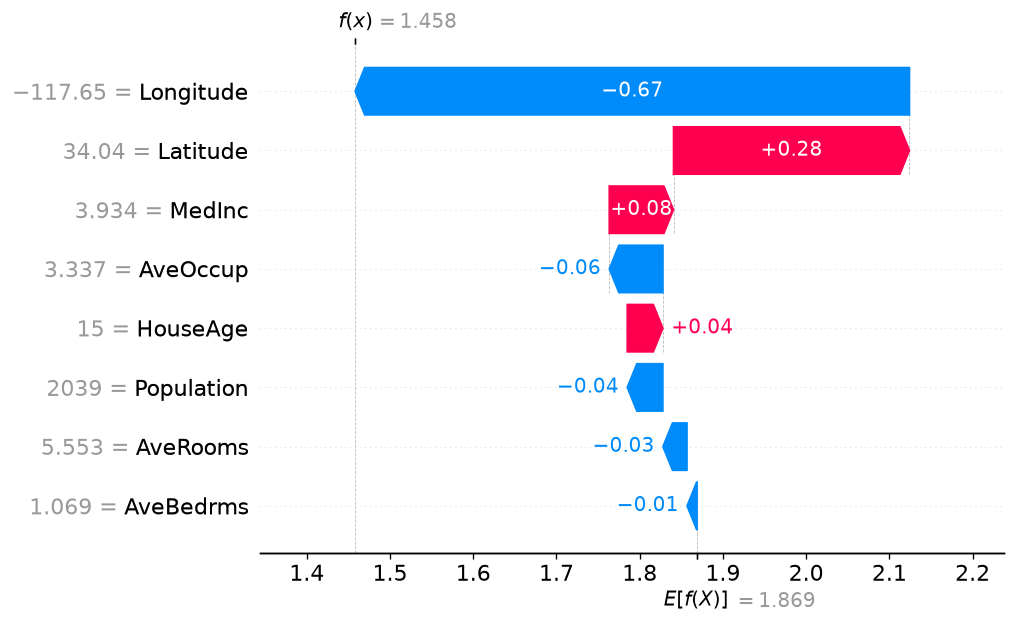 f(x) = 1.458
−117.65 = Longitude −0.67
34.04 = Latitude +0.28
3.934 = MedInc +0.08
3.337 = AveOccup −0.06
15 = HouseAge +0.04
2039 = Population −0.04
5.553 = AveRooms −0.03
1.069 = AveBedrms −0.01
1.4 1.5 1.6 1.7 1.8 1.9 2.0 2.1 2.2
E[f(X)] = 1.869